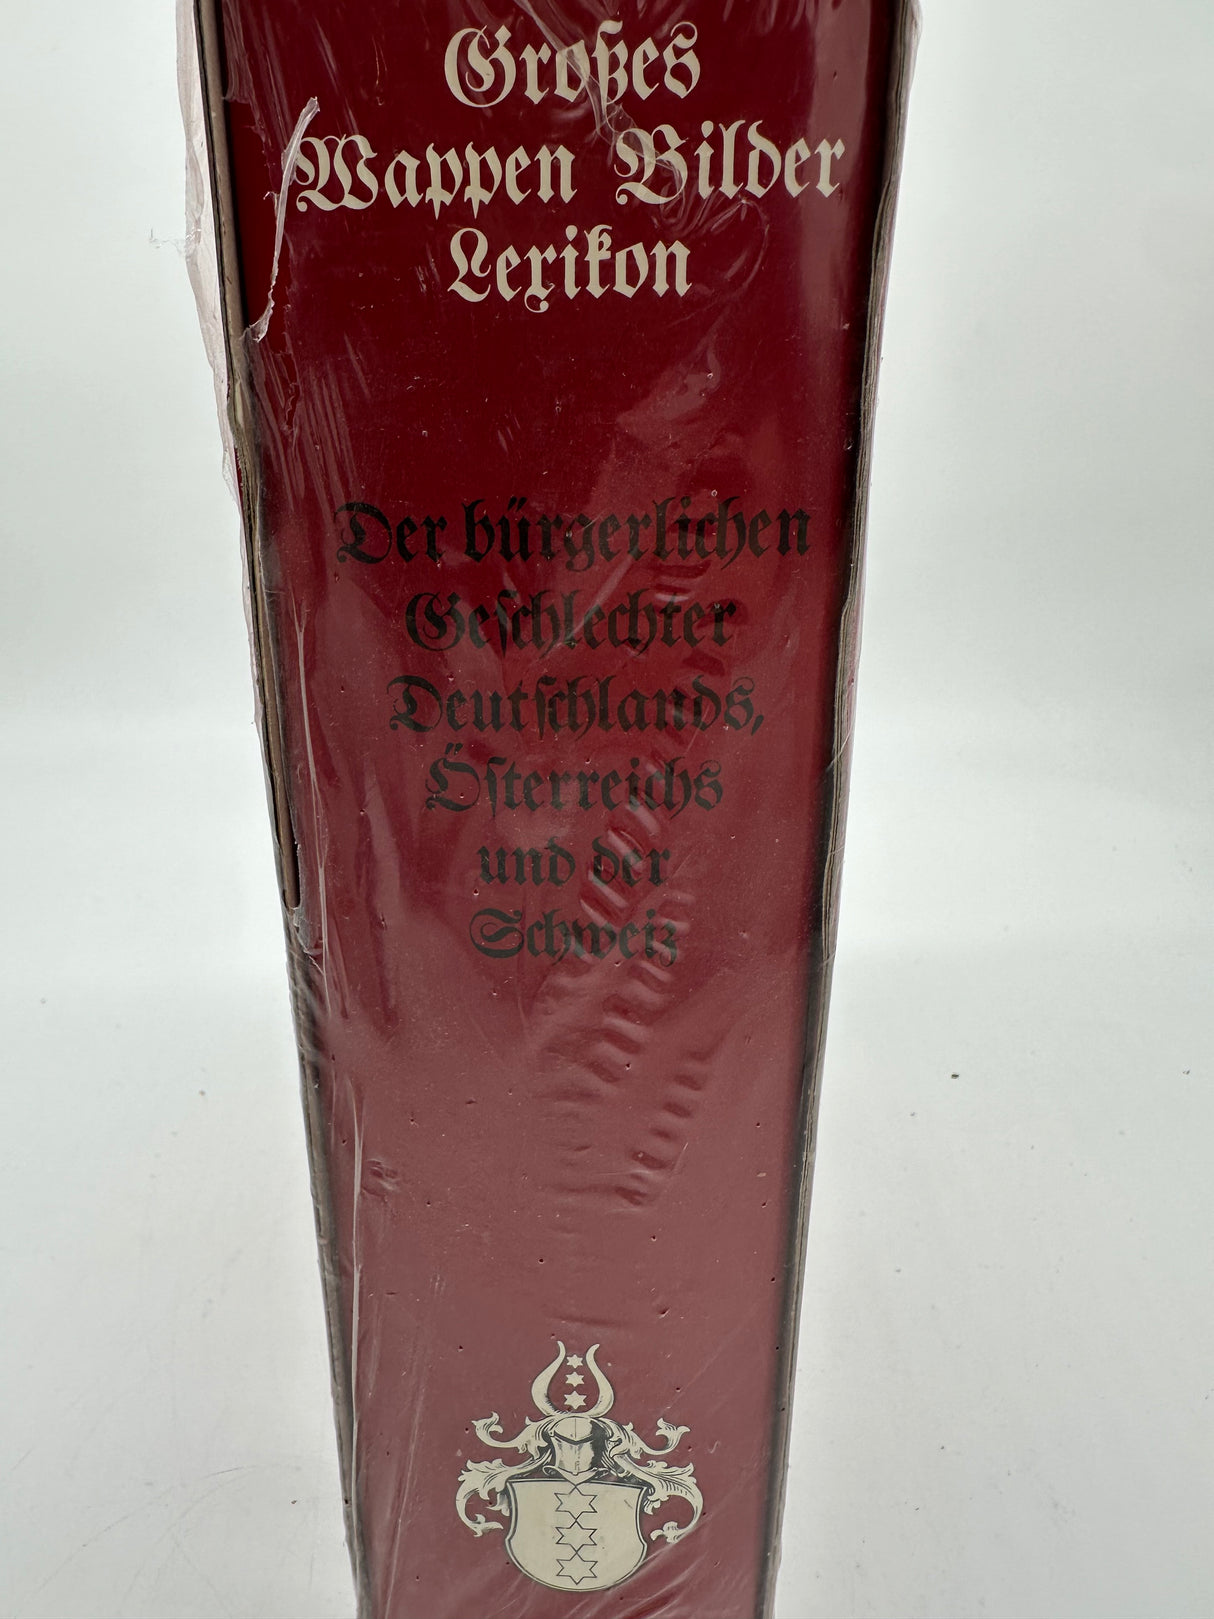 Großes
Wappen Bilder
Lexikon
Der bürgerlichen
Geſchlechter
Deutſchlands,
Öſterreichs
und der
Schweiz